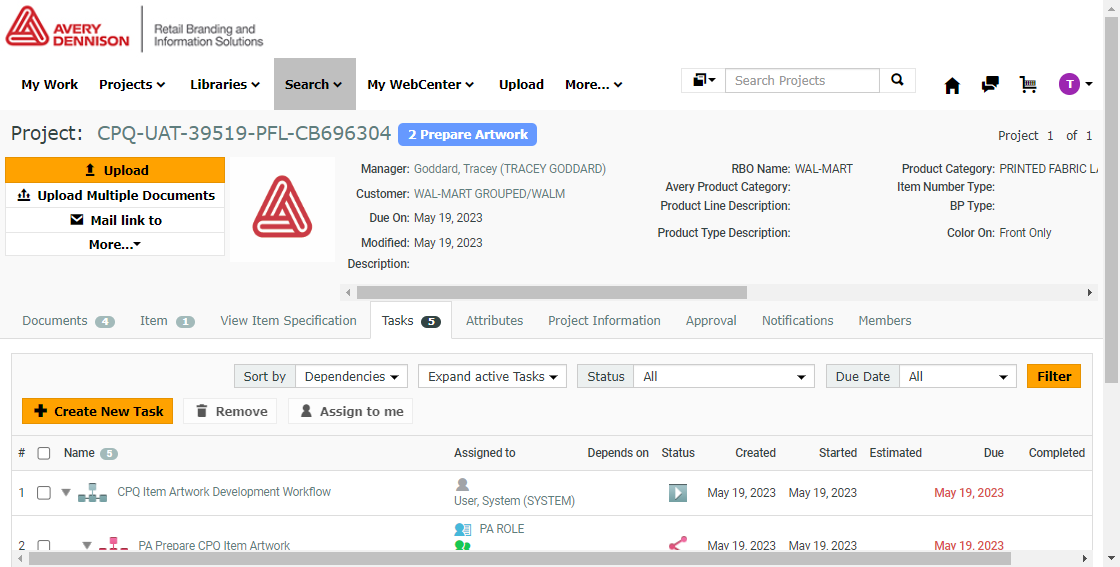 AVERY
DENNISON
Retail Branding and
Information Solutions
My Work Projects Libraries Search My WebCenter Upload More... Search Projects T
Project: CPQ-UAT-39519-PFL-CB696304 2 Prepare Artwork Project 1 of 1
Upload
Upload Multiple Documents
Mail link to
More...
Manager: Goddard, Tracey (TRACEY GODDARD)
Customer: WAL-MART GROUPED/WALM
Due On: May 19, 2023
Modified: May 19, 2023
Description:
RBO Name: WAL-MART
Avery Product Category:
Product Line Description:
Product Type Description:
Product Category: PRINTED FABRIC LA
Item Number Type:
BP Type:
Color On: Front Only
Documents 4 Item 1 View Item Specification Tasks 5 Attributes Project Information Approval Notifications Members
Sort by Dependencies Expand active Tasks Status All Due Date All Filter
Create New Task Remove Assign to me
# Name 5 Assigned to Depends on Status Created Started Estimated Due Completed
1 CPQ Item Artwork Development Workflow User, System (SYSTEM) May 19, 2023 May 19, 2023 May 19, 2023
PA ROLE
2 PA Prepare CPQ Item Artwork May 19, 2023 May 19, 2023 May 19, 2023